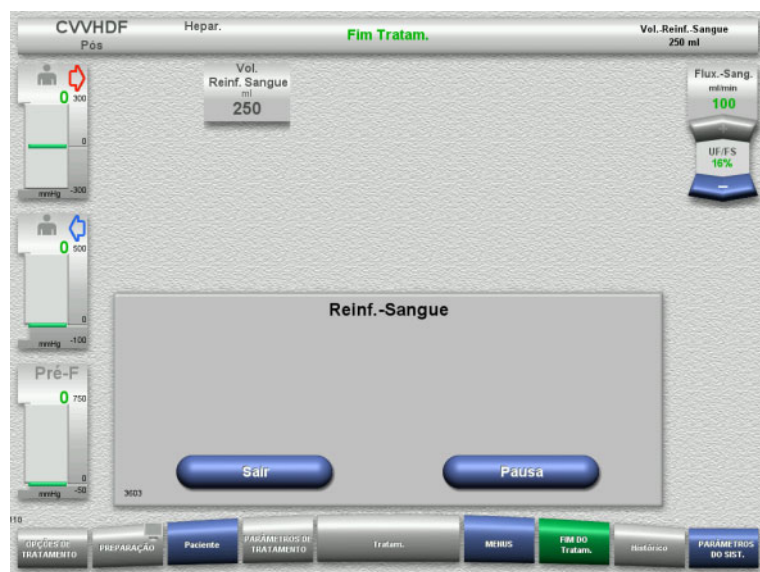 CVVHDF
Pós
Hepar.
Fim Tratam.
Vol.-Reinf.-Sangue
250 ml
0
300
0
-300
mmHg
Vol.
Reinf. Sangue
ml
250
Flux.-Sang.
ml/min
100
+
UF/FS
16%
-
0
500
0
-100
mmHg
Pré-F
0
750
0
-50
mmHg
Reinf.-Sangue
Sair
Pausa
3603
110
OPÇÕES DE
TRATAMENTO
PREPARAÇÃO
Paciente
PARÂMETROS DE
TRATAMENTO
Tratam.
MENUS
FIM DO
Tratam.
Histórico
PARÂMETROS
DO SIST.